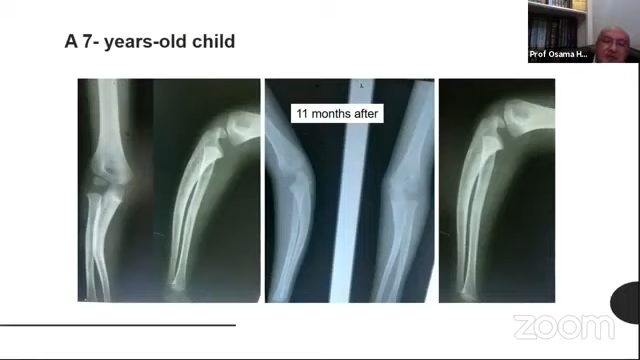 A 7- years-old child
Prof Osama H...
11 months after
L
zoom